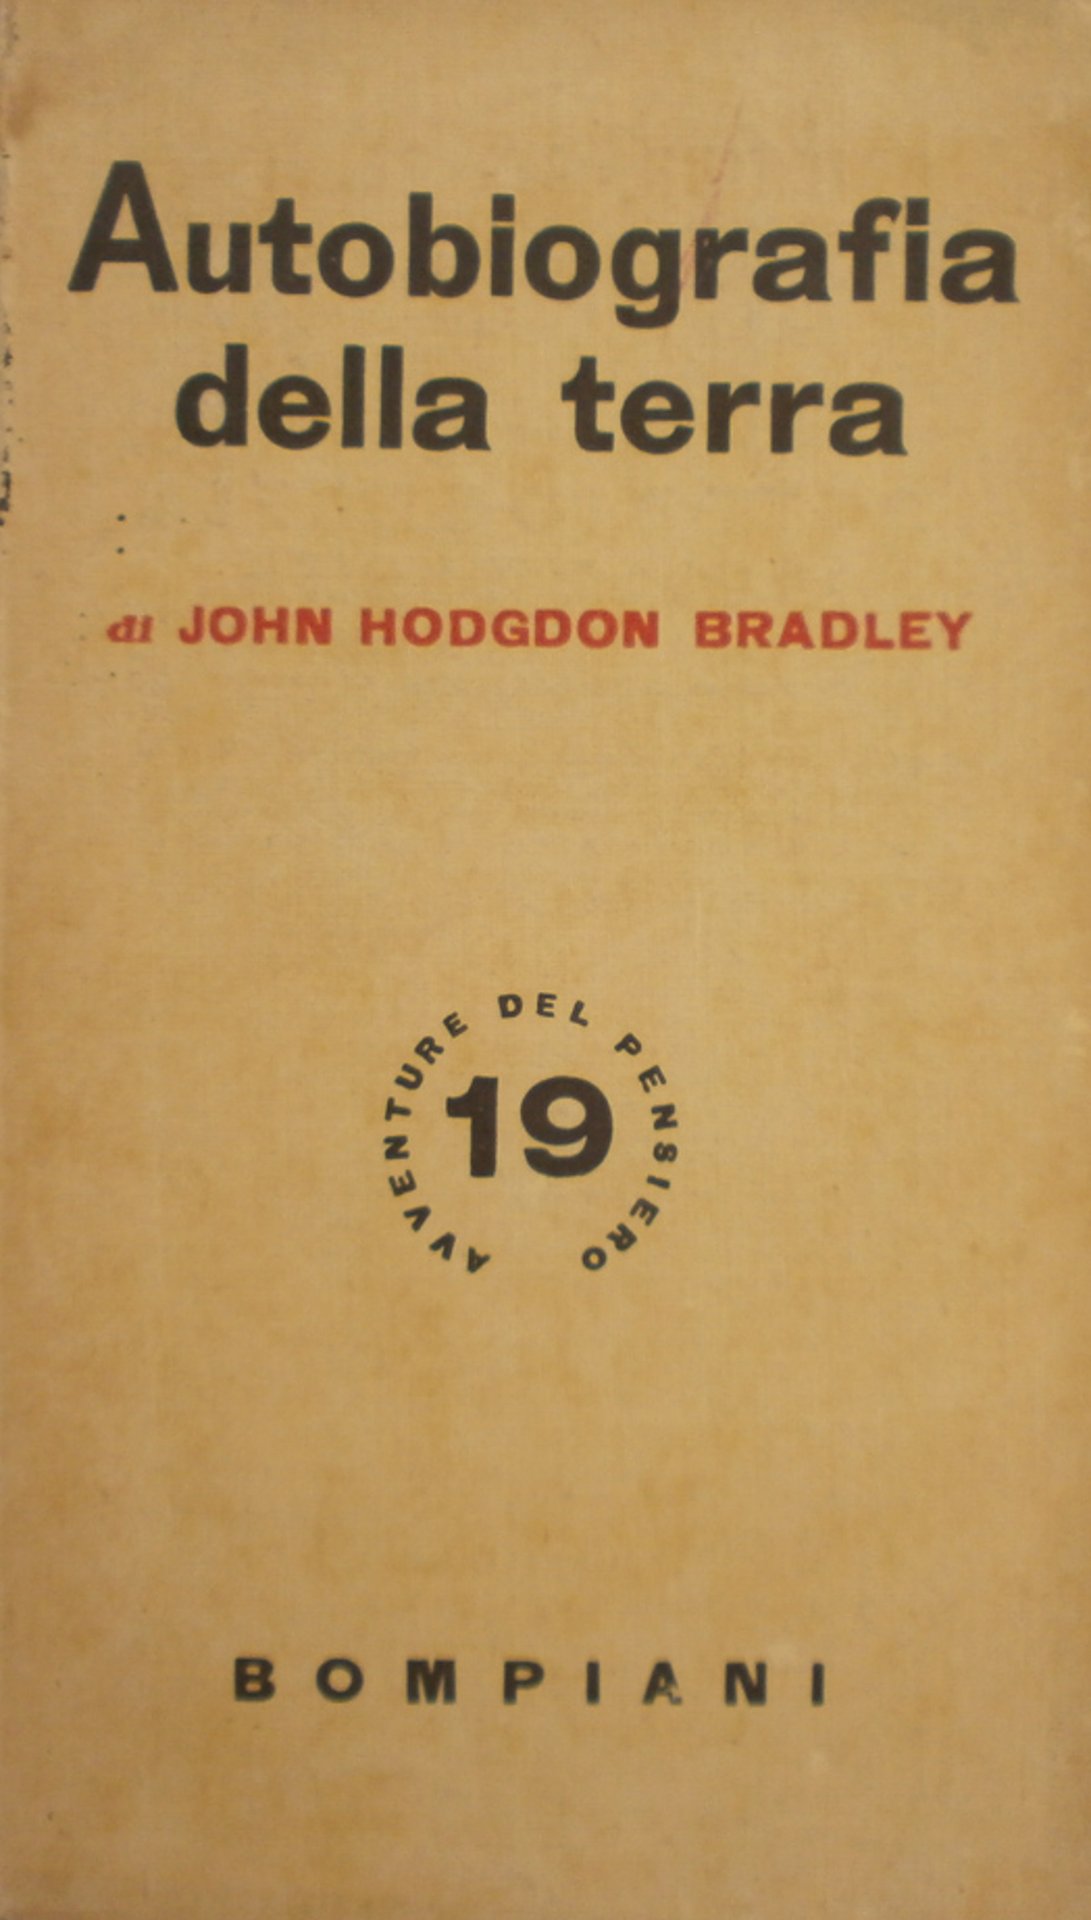 Autobiografia
della terra
di JOHN HODGDON BRADLEY
AVVENTURE DEL PENSIERO
19
BOMPIANI